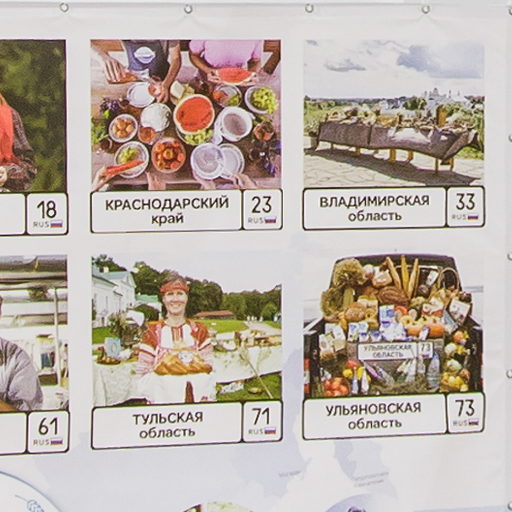 18
RUS
КРАСНОДАРСКИЙ
край
23
RUS
ВЛАДИМИРСКАЯ
область
33
RUS
61
RUS
ТУЛЬСКАЯ
область
71
RUS
УЛЬЯНОВСКАЯ
ОБЛАСТЬ
73
УЛЬЯНОВСКАЯ
область
73
RUS